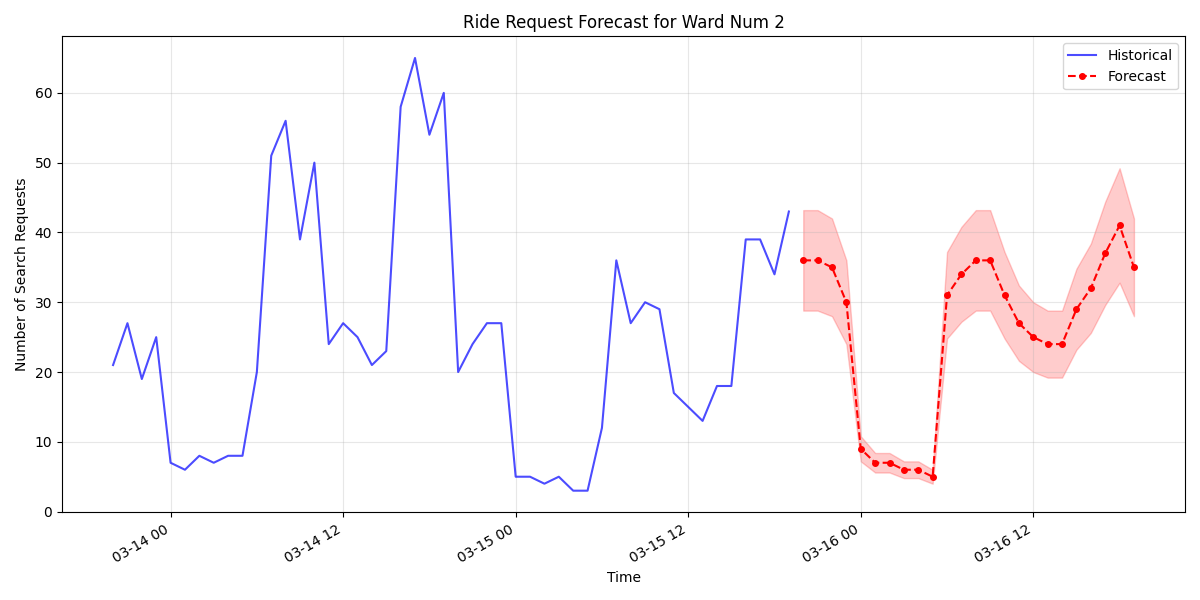 Ride Request Forecast for Ward Num 2
Historical
Forecast
Number of Search Requests
60
50
40
30
20
10
0
03-14 00
03-14 12
03-15 00
03-15 12
03-16 00
03-16 12
Time